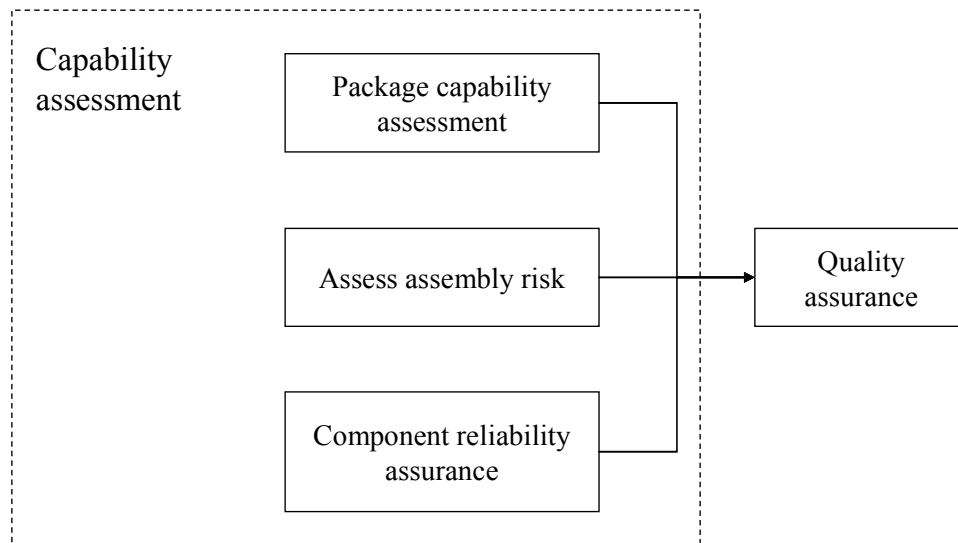 Capability
assessment
Package capability
assessment
Assess assembly risk
Quality
assurance
Component reliability
assurance